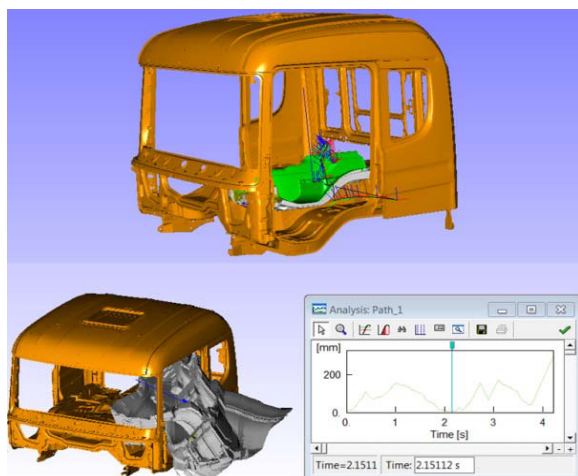 Analysis: Path_1
[mm]
200
0
0 1 2 3 4
Time [s]
Time=2.1511 Time: 2.15112 s